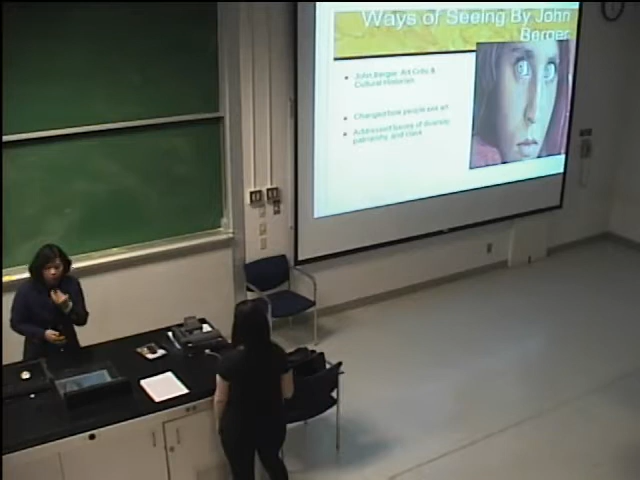 Ways of Seeing By John
Berger
John Berger Art Critic &
Cultural Historian
Changed how people see art
Addressed issues of diversity,
patriarchy, and class